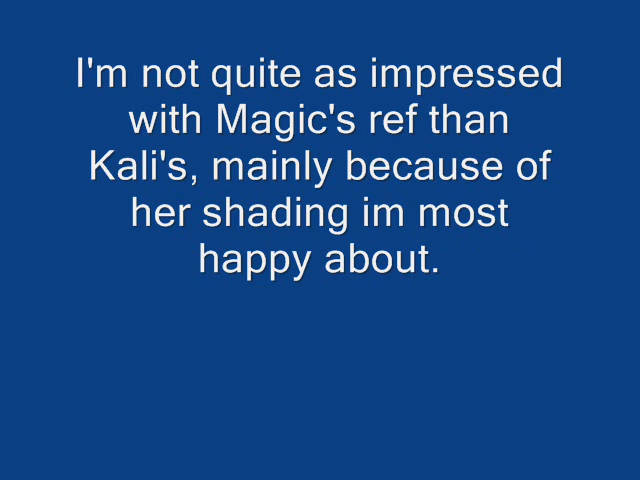 I'm not quite as impressed
with Magic's ref than
Kali's, mainly because of
her shading im most
happy about.